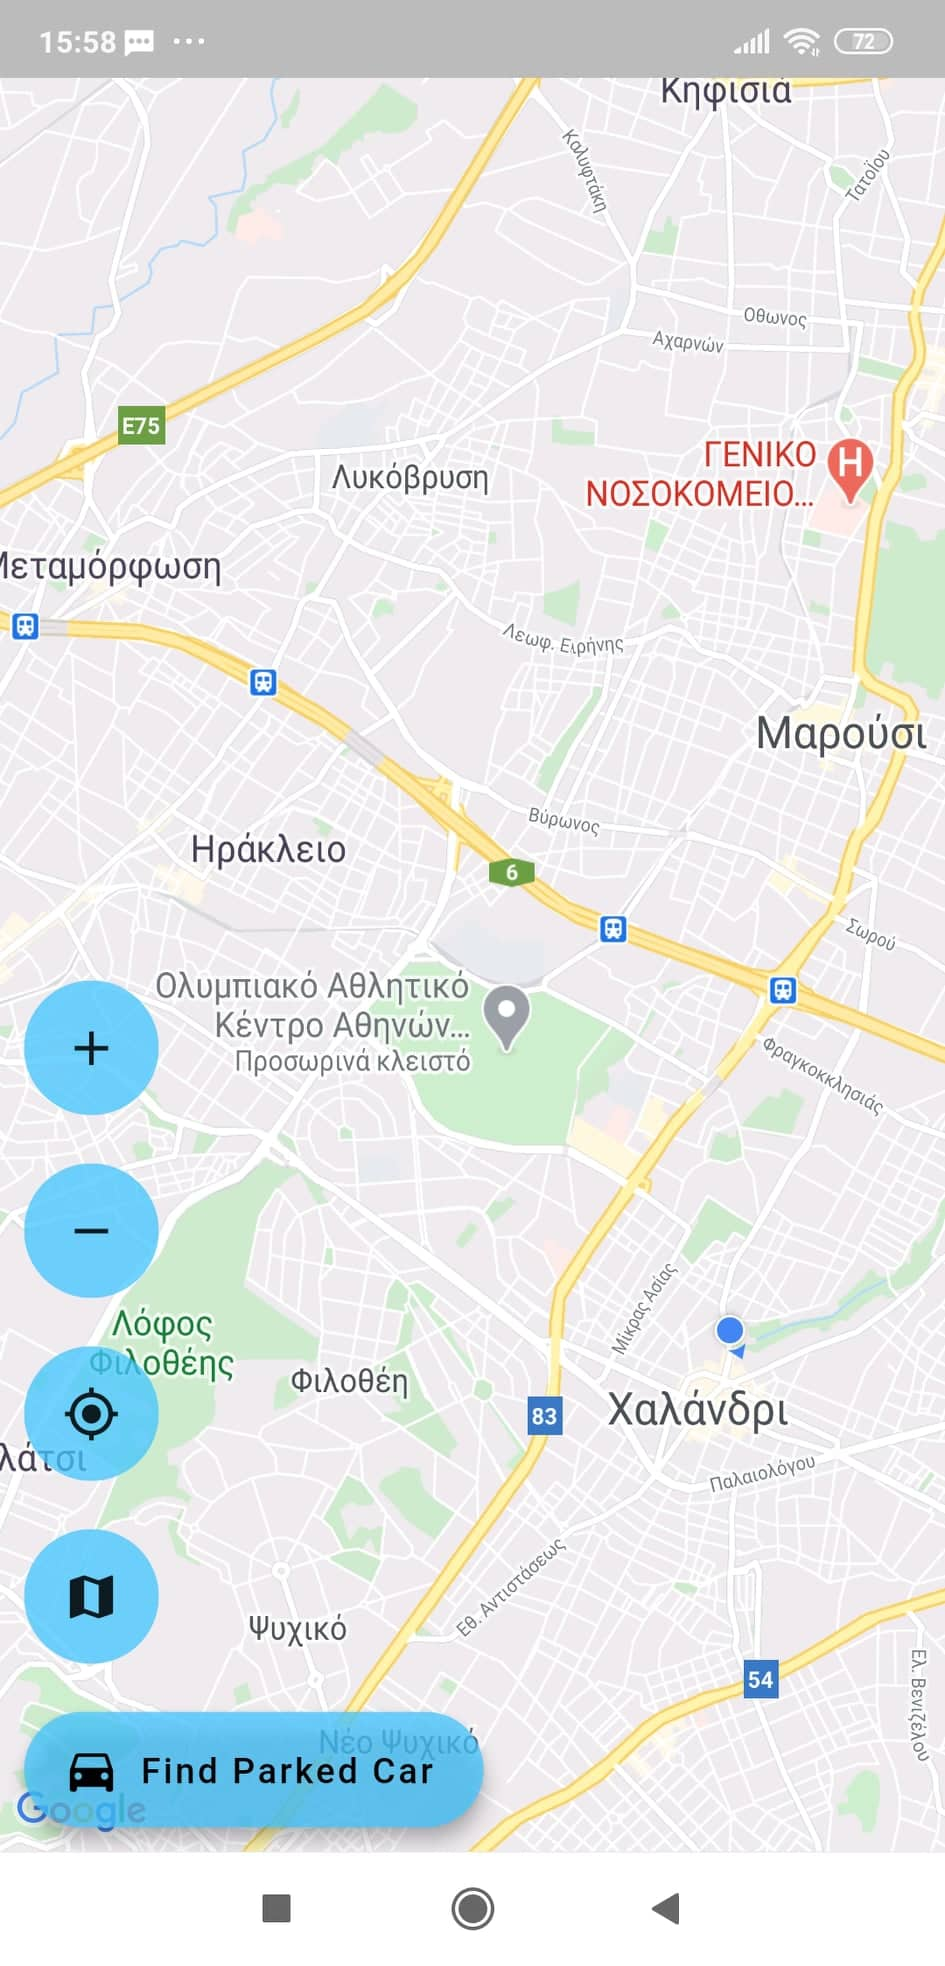 15:58
72
Κηφισιά
Καλυφτάκη
Τατοΐου
Οθωνος
Αχαρνών
E75
Λυκόβρυση
ΓΕΝΙΚΟ
ΝΟΣΟΚΟΜΕΙΟ...
H
Μεταμόρφωση
Λεωφ. Ειρήνης
Μαρούσι
Βύρωνος
Ηράκλειο
6
Σωρού
Ολυμπιακό Αθλητικό
Κέντρο Αθηνών...
Προσωρινά κλειστό
Φραγκοκκλησιάς
Μίκρας Ασίας
Λόφος
Φιλοθέης
Φιλοθέη
Χαλάνδρι
83
λάτσι
Παλαιολόγου
Εθ. Αντιστάσεως
Ψυχικό
54
Ελ. Βενιζέλου
Νέο Ψυχικό
Find Parked Car
Google